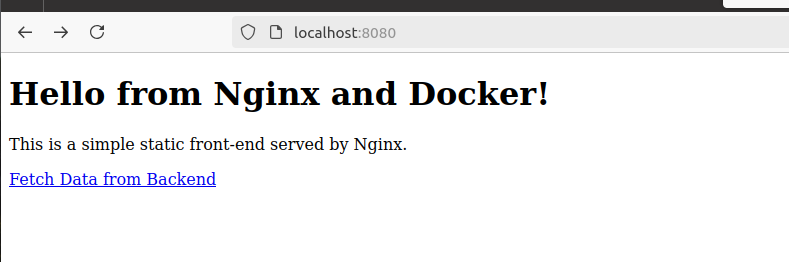 localhost:8080
Hello from Nginx and Docker!
This is a simple static front-end served by Nginx.
Fetch Data from Backend